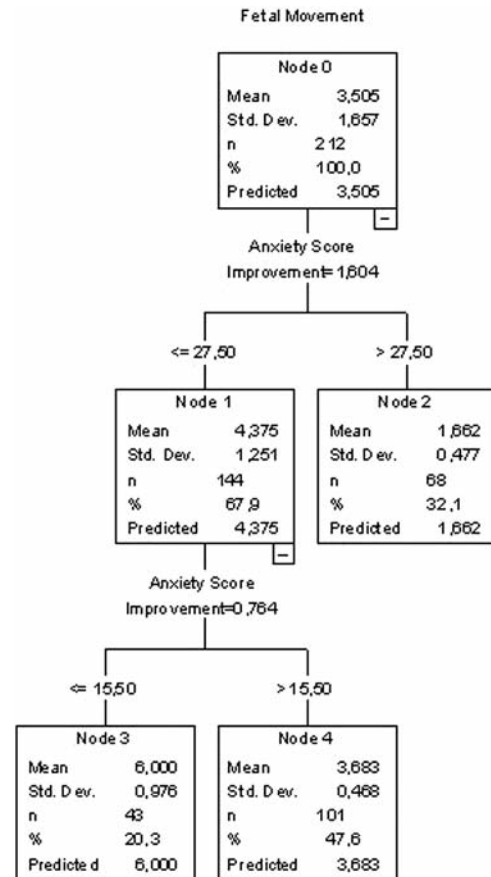 Fetal Movement
Node 0
Mean 3,505
Std. Dev. 1,657
n 212
% 100,0
Predicted 3,505
Anxiety Score
Improvement=1,604
<= 27,50 > 27,50
Node 1
Mean 4,375
Std. Dev. 1,251
n 144
% 67,9
Predicted 4,375
Node 2
Mean 1,662
Std. Dev. 0,477
n 68
% 32,1
Predicted 1,662
Anxiety Score
Improvement=0,764
<= 15,50 > 15,50
Node 3
Mean 6,000
Std. Dev. 0,976
n 43
% 20,3
Predicted 6,000
Node 4
Mean 3,683
Std. Dev. 0,468
n 101
% 47,6
Predicted 3,683